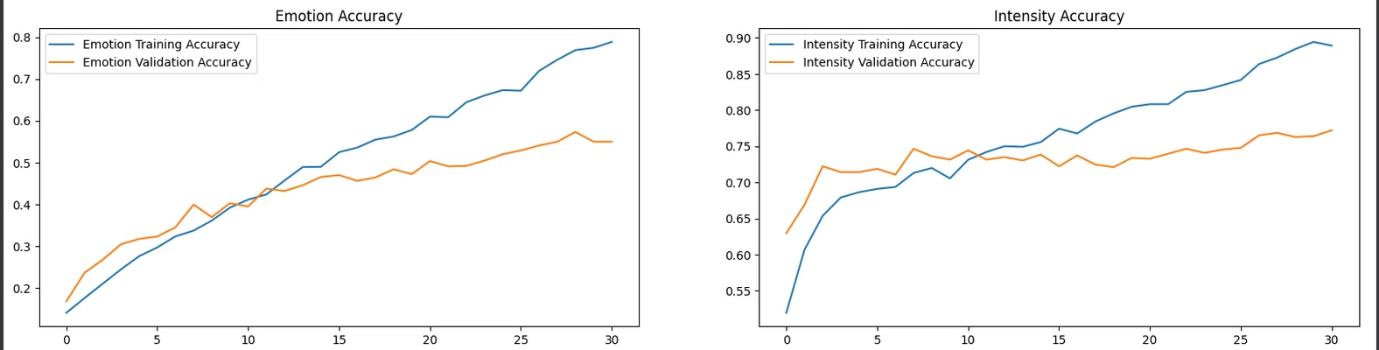 Emotion Accuracy
Emotion Training Accuracy
Emotion Validation Accuracy
0.8
0.7
0.6
0.5
0.4
0.3
0.2
0 5 10 15 20 25 30
Intensity Accuracy
Intensity Training Accuracy
Intensity Validation Accuracy
0.90
0.85
0.80
0.75
0.70
0.65
0.60
0.55
0 5 10 15 20 25 30